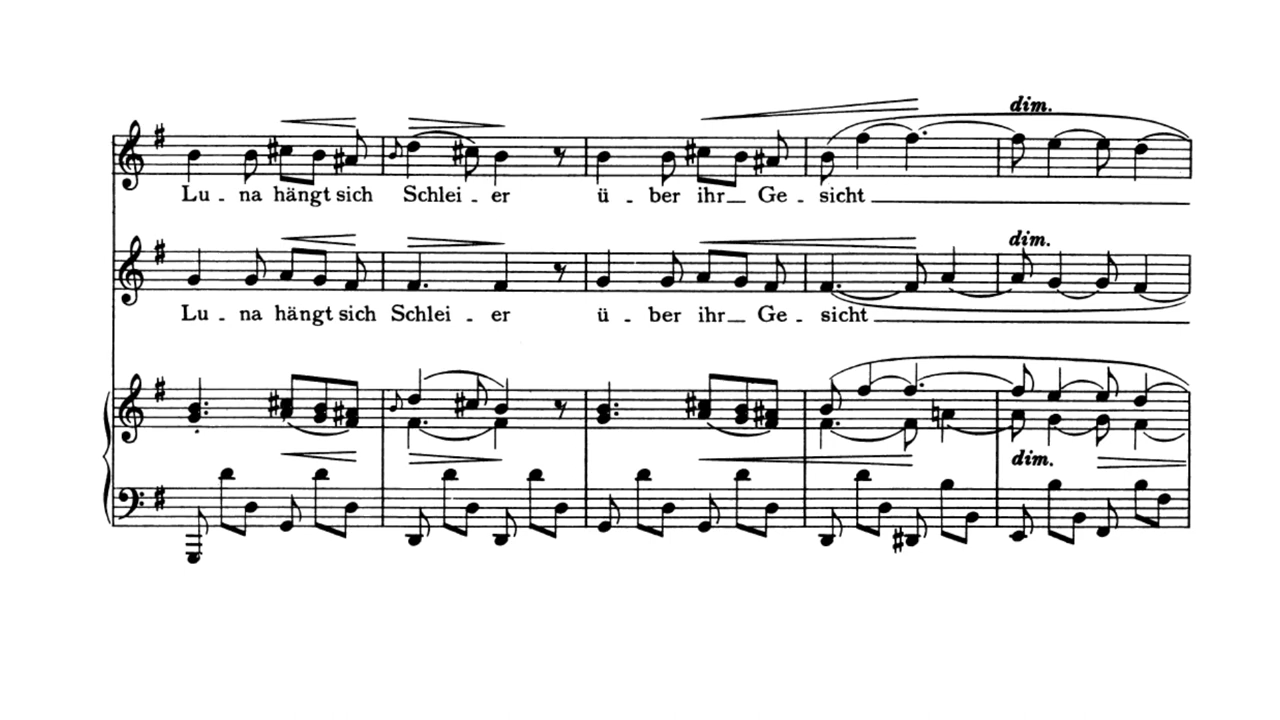 dim.
Lu - na hängt sich Schlei - er ü - ber ihr Ge - sicht
dim.
Lu - na hängt sich Schlei - er ü - ber ihr Ge - sicht
dim.